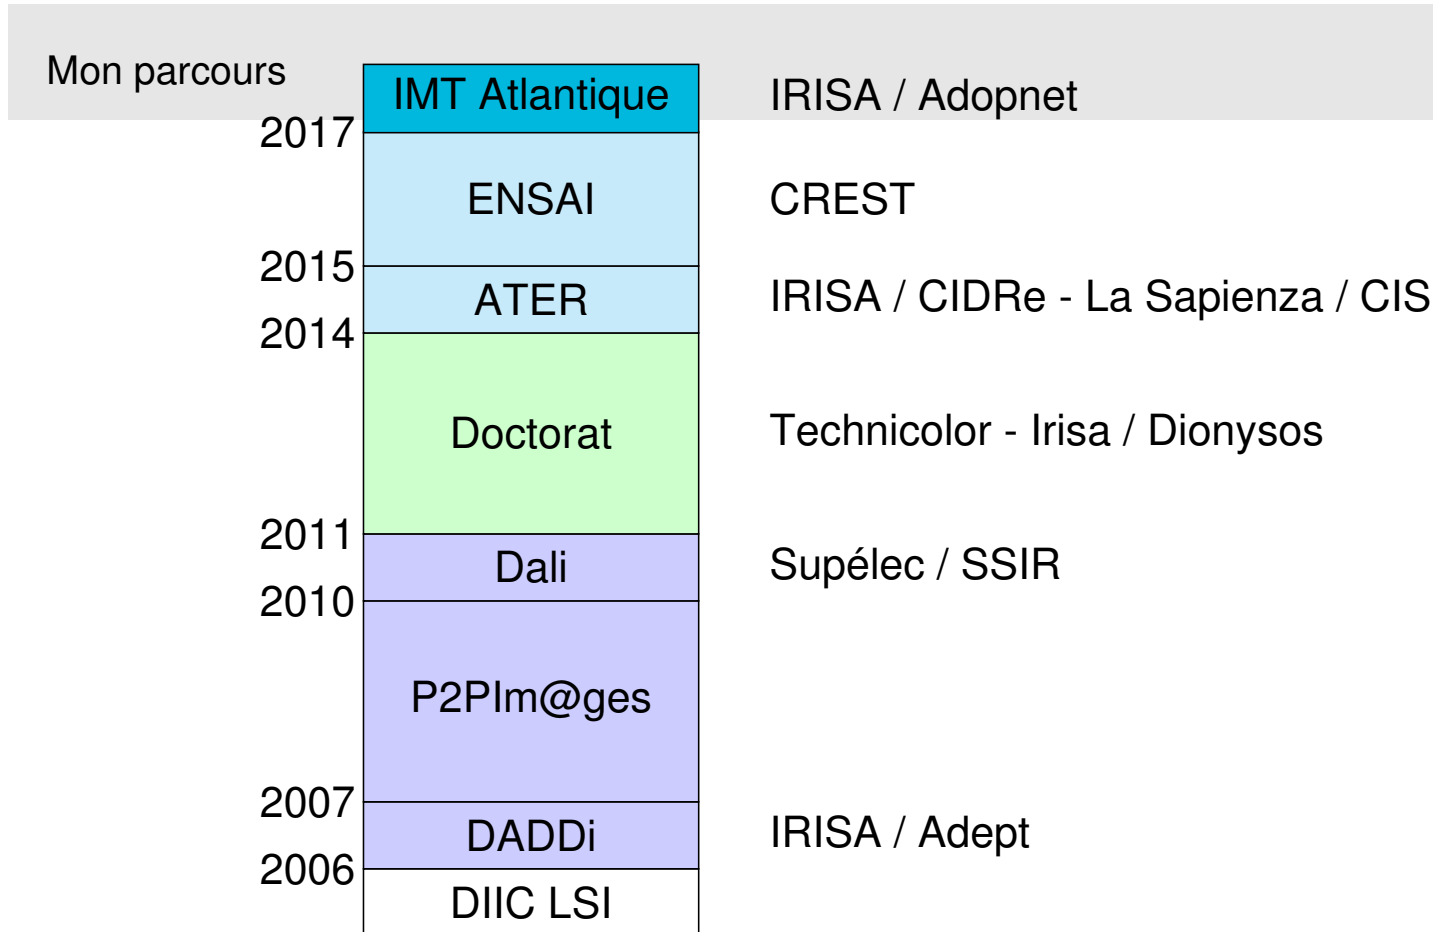 Mon parcours
IMT Atlantique
IRISA / Adopnet
2017
ENSAI
CREST
2015
ATER
IRISA / CIDRe - La Sapienza / CIS
2014
Doctorat
Technicolor - Irisa / Dionysos
2011
Dali
Supélec / SSIR
2010
P2PIm@ges
2007
DADDi
IRISA / Adept
2006
DIIC LSI